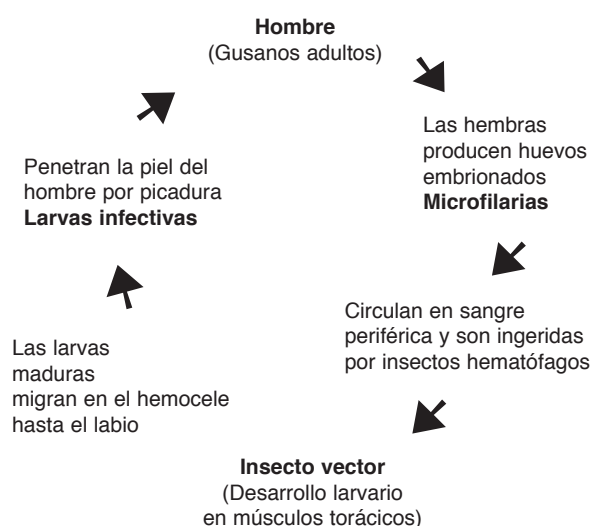 Hombre
(Gusanos adultos)
Las hembras
producen huevos
embrionados
Microfilarias
Circulan en sangre
periférica y son ingeridas
por insectos hematófagos
Insecto vector
(Desarrollo larvario
en músculos torácicos)
Las larvas
maduras
migran en el hemocele
hasta el labio
Penetran la piel del
hombre por picadura
Larvas infectivas